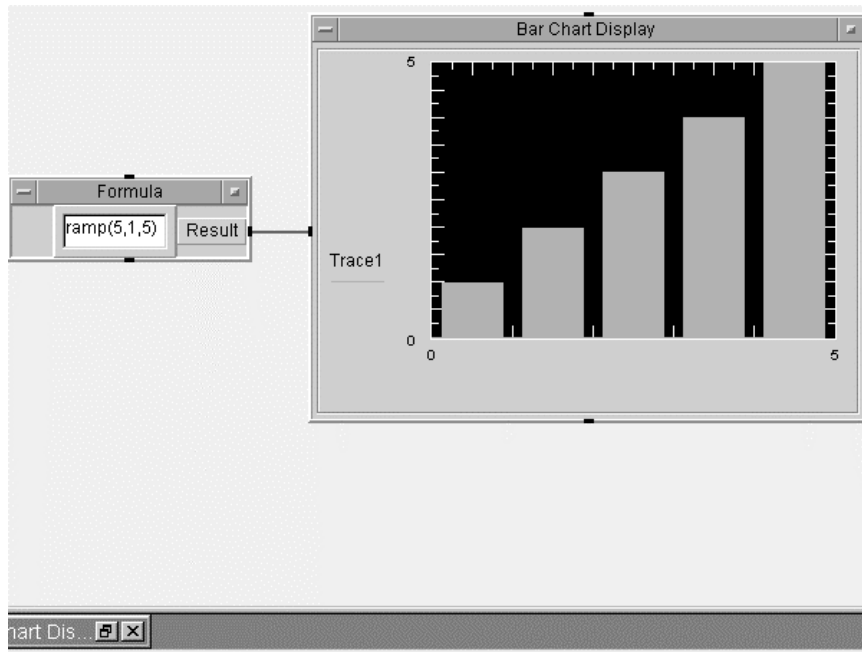 Bar Chart Display
5
Formula
ramp(5,1,5)
Result
Trace1
0
0
5
hart Dis...